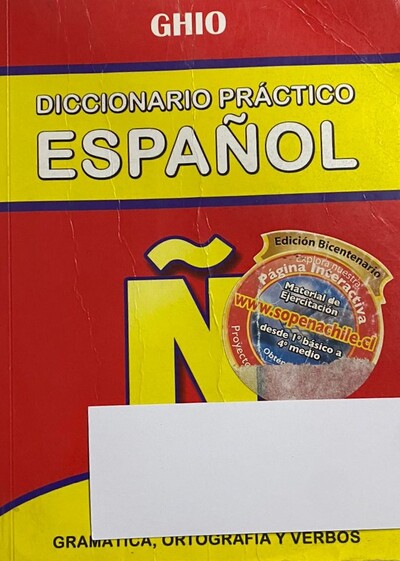 GHIO
DICCIONARIO PRÁCTICO
ESPAÑOL
Ñ
Edición Bicentenario
Explora nuestra
Página Interactiva
Material de
Ejercitación
www.sopenachile.cl
desde 1° básico a
4° medio
Proyecto
GRAMÁTICA, ORTOGRAFÍA Y VERBOS